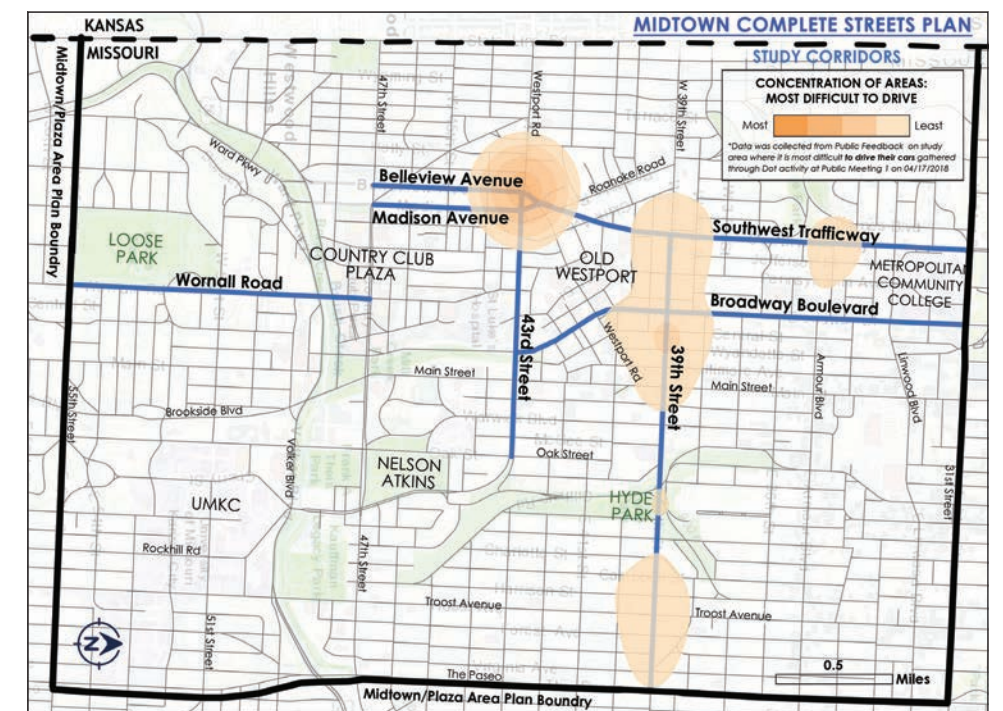 KANSAS
MIDTOWN COMPLETE STREETS PLAN
MISSOURI
STUDY CORRIDORS
CONCENTRATION OF AREAS:
MOST DIFFICULT TO DRIVE
Most
Least
*Data was collected from Public Feedback on study
area where it is most difficult to drive their cars gathered
through Dot activity at Public Meeting 1 on 04/17/2018
Midtown/Plaza Area Plan Boundry
47th Street
Westport Rd
W 39th Street
Ward Pkwy
Roanoke Road
Belleview Avenue
Madison Avenue
Southwest Trafficway
LOOSE
PARK
COUNTRY CLUB
PLAZA
OLD
WESTPORT
METROPOLITAN
COMMUNITY
COLLEGE
Wornall Road
Broadway Boulevard
43rd Street
Westport Rd
39th Street
Main Street
Main Street
Armour Blvd
Linwood Blvd
55th Street
Brookside Blvd
Volker Blvd
Oak Street
NELSON
ATKINS
UMKC
HYDE
PARK
31st Street
Rockhill Rd
47th Street
Troost Avenue
Troost Avenue
51st Street
N
The Paseo
0.5
Miles
Midtown/Plaza Area Plan Boundry